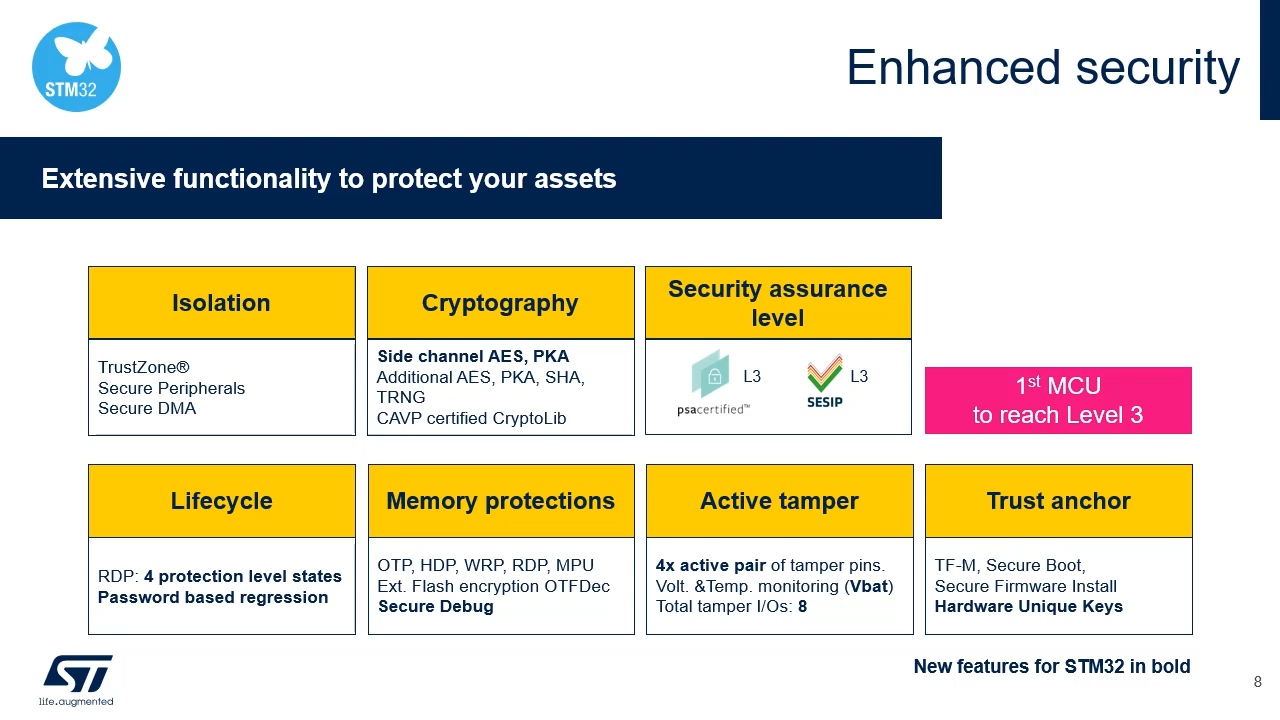 STM32
Enhanced security
Extensive functionality to protect your assets
Isolation
TrustZone®
Secure Peripherals
Secure DMA
Cryptography
Side channel AES, PKA
Additional AES, PKA, SHA,
TRNG
CAVP certified CryptoLib
Security assurance
level
L3
psacertified™
L3
SESIP
1st MCU
to reach Level 3
Lifecycle
RDP: 4 protection level states
Password based regression
Memory protections
OTP, HDP, WRP, RDP, MPU
Ext. Flash encryption OTFDec
Secure Debug
Active tamper
4x active pair of tamper pins.
Volt. &Temp. monitoring (Vbat)
Total tamper I/Os: 8
Trust anchor
TF-M, Secure Boot,
Secure Firmware Install
Hardware Unique Keys
New features for STM32 in bold
ST
life.augmented
8